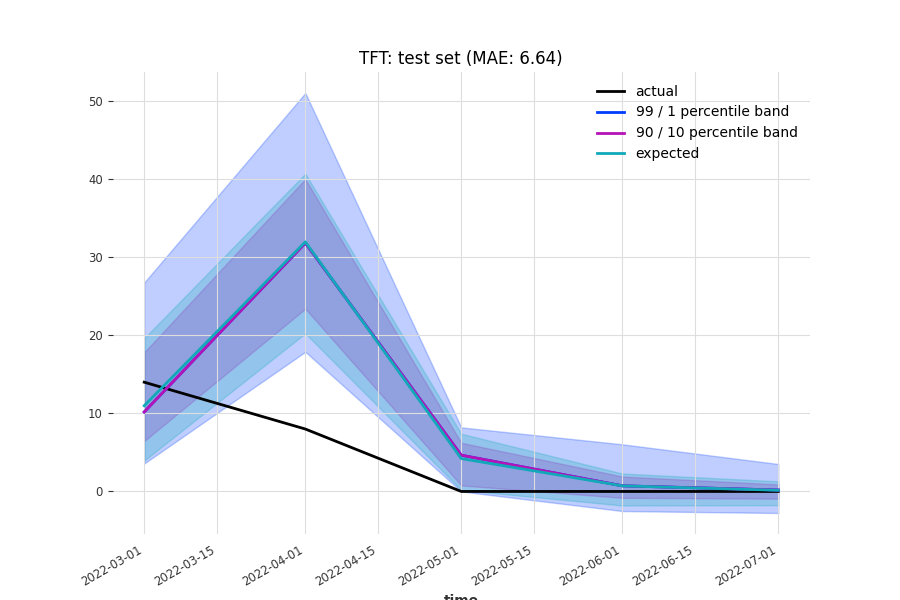 TFT: test set (MAE: 6.64)
actual
99 / 1 percentile band
90 / 10 percentile band
expected
50
40
30
20
10
0
2022-03-01
2022-03-15
2022-04-01
2022-04-15
2022-05-01
2022-05-15
2022-06-01
2022-06-15
2022-07-01
time